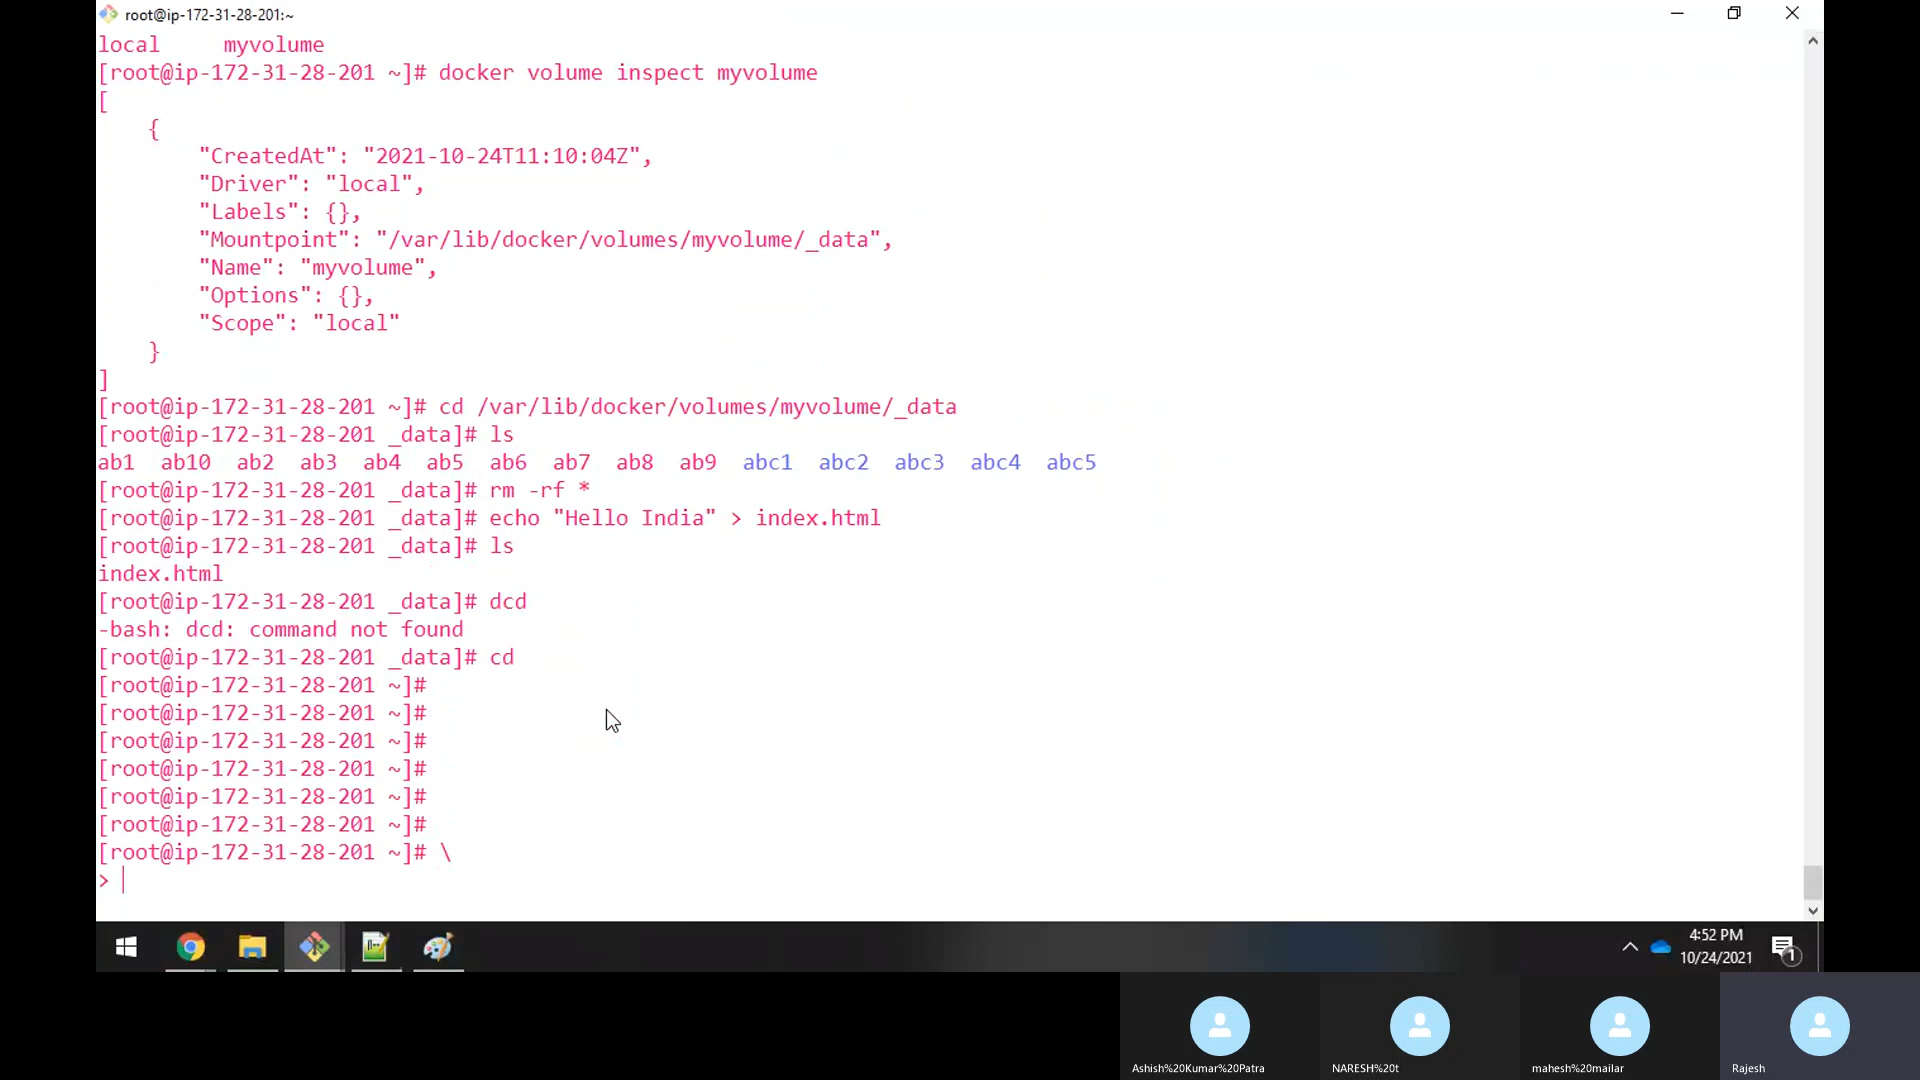 root@ip-172-31-28-201:~
local     myvolume
[root@ip-172-31-28-201 ~]# docker volume inspect myvolume
[
    {
        "CreatedAt": "2021-10-24T11:10:04Z",
        "Driver": "local",
        "Labels": {},
        "Mountpoint": "/var/lib/docker/volumes/myvolume/_data",
        "Name": "myvolume",
        "Options": {},
        "Scope": "local"
    }
]
[root@ip-172-31-28-201 ~]# cd /var/lib/docker/volumes/myvolume/_data
[root@ip-172-31-28-201 _data]# ls
ab1  ab10  ab2  ab3  ab4  ab5  ab6  ab7  ab8  ab9  abc1  abc2  abc3  abc4  abc5
[root@ip-172-31-28-201 _data]# rm -rf *
[root@ip-172-31-28-201 _data]# echo "Hello India" > index.html
[root@ip-172-31-28-201 _data]# ls
index.html
[root@ip-172-31-28-201 _data]# dcd
-bash: dcd: command not found
[root@ip-172-31-28-201 _data]# cd
[root@ip-172-31-28-201 ~]#
[root@ip-172-31-28-201 ~]#
[root@ip-172-31-28-201 ~]#
[root@ip-172-31-28-201 ~]#
[root@ip-172-31-28-201 ~]#
[root@ip-172-31-28-201 ~]#
[root@ip-172-31-28-201 ~]# \
>
4:52 PM
10/24/2021
1
Ashish%20Kumar%20Patra
NARESH%20t
mahesh%20mailar
Rajesh